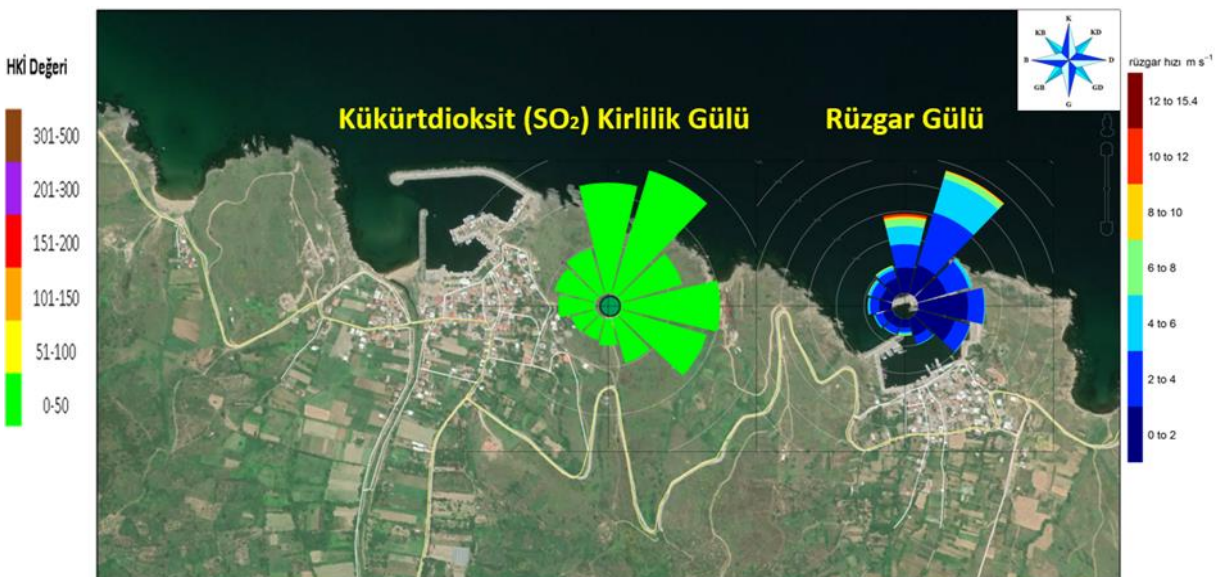 HKİ Değeri
301-500
201-300
151-200
101-150
51-100
0-50
Kükürtdioksit (SO₂) Kirlilik Gülü
Rüzgar Gülü
K
KB
KD
B
D
GB
GD
G
rüzgar hızı m s⁻¹
12 to 15.4
10 to 12
8 to 10
6 to 8
4 to 6
2 to 4
0 to 2